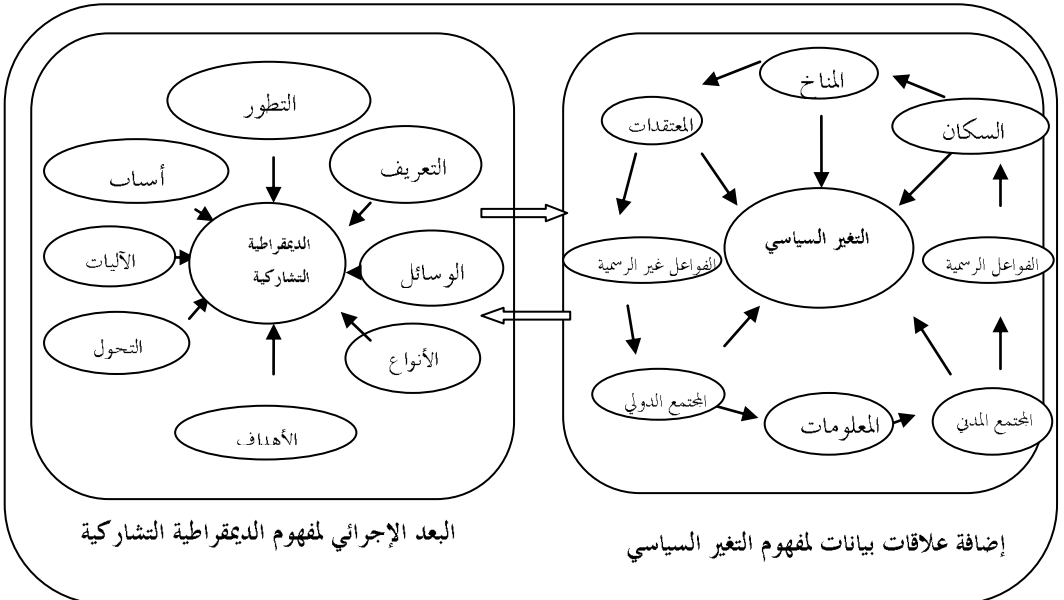 المناخ
السكان
المعتقدات
التغير السياسي
الفواعل الرسمية
الفواعل غير الرسمية
المجتمع الدولي
المعلومات
المجتمع المدني
إضافة علاقات بيانات لمفهوم التغير السياسي
التطور
التعريف
أسباب
الديمقراطية
التشاركية
الوسائل
الآليات
الأنواع
التحول
الأهداف
البعد الإجرائي لمفهوم الديمقراطية التشاركية